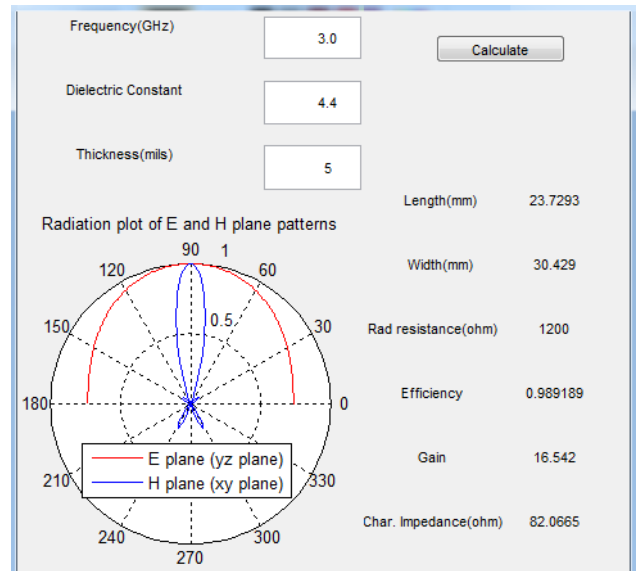 Frequency(GHz)
3.0
Calculate
Dielectric Constant
4.4
Thickness(mils)
5
Length(mm)
23.7293
Radiation plot of E and H plane patterns
Width(mm)
30.429
Rad resistance(ohm)
1200
Efficiency
0.989189
Gain
16.542
Char. Impedance(ohm)
82.0665
90
1
120
60
150
0.5
30
180
0
E plane (yz plane)
H plane (xy plane)
210
330
240
300
270